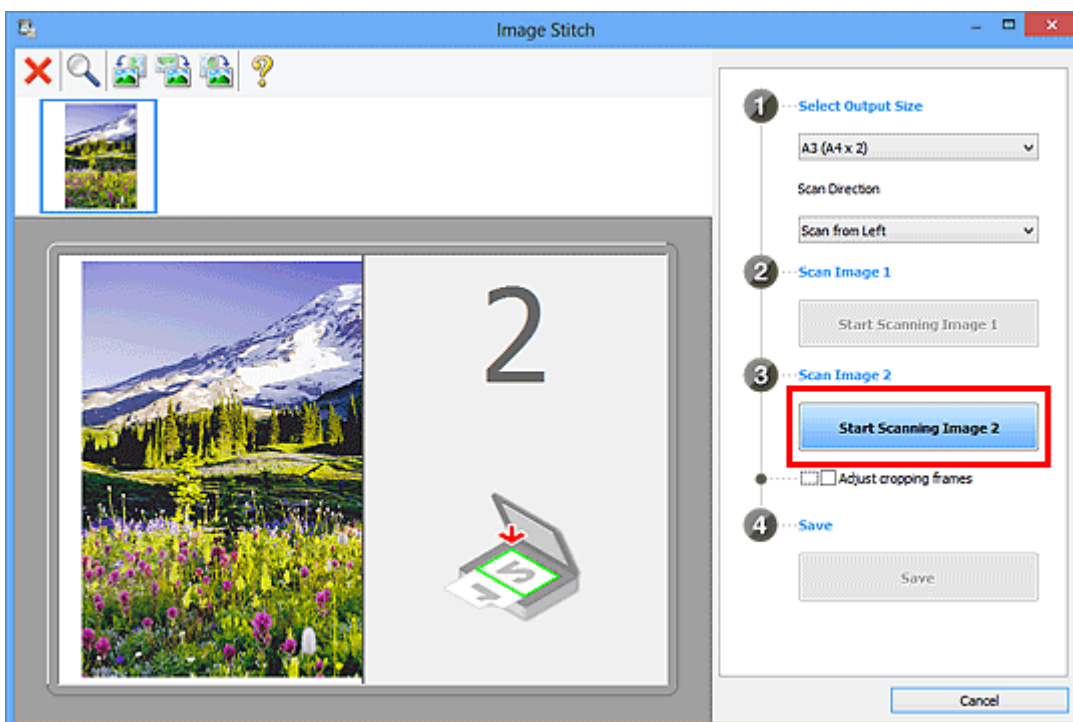 Image Stitch
1
Select Output Size
A3 (A4 x 2)
Scan Direction
Scan from Left
2
Scan Image 1
Start Scanning Image 1
3
Scan Image 2
Start Scanning Image 2
Adjust cropping frames
4
Save
Save
Cancel
2